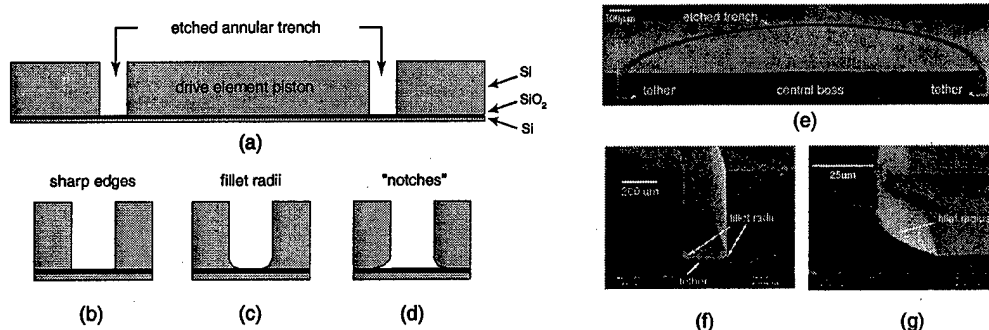 etched annular trench
drive element piston
Si
SiO2
Si
(a)
sharp edges
fillet radii
"notches"
(b)
(c)
(d)
100μm
etched trench
tether
central boss
tether
(e)
200 um
fillet radii
tether
(f)
25um
fillet radius
(g)